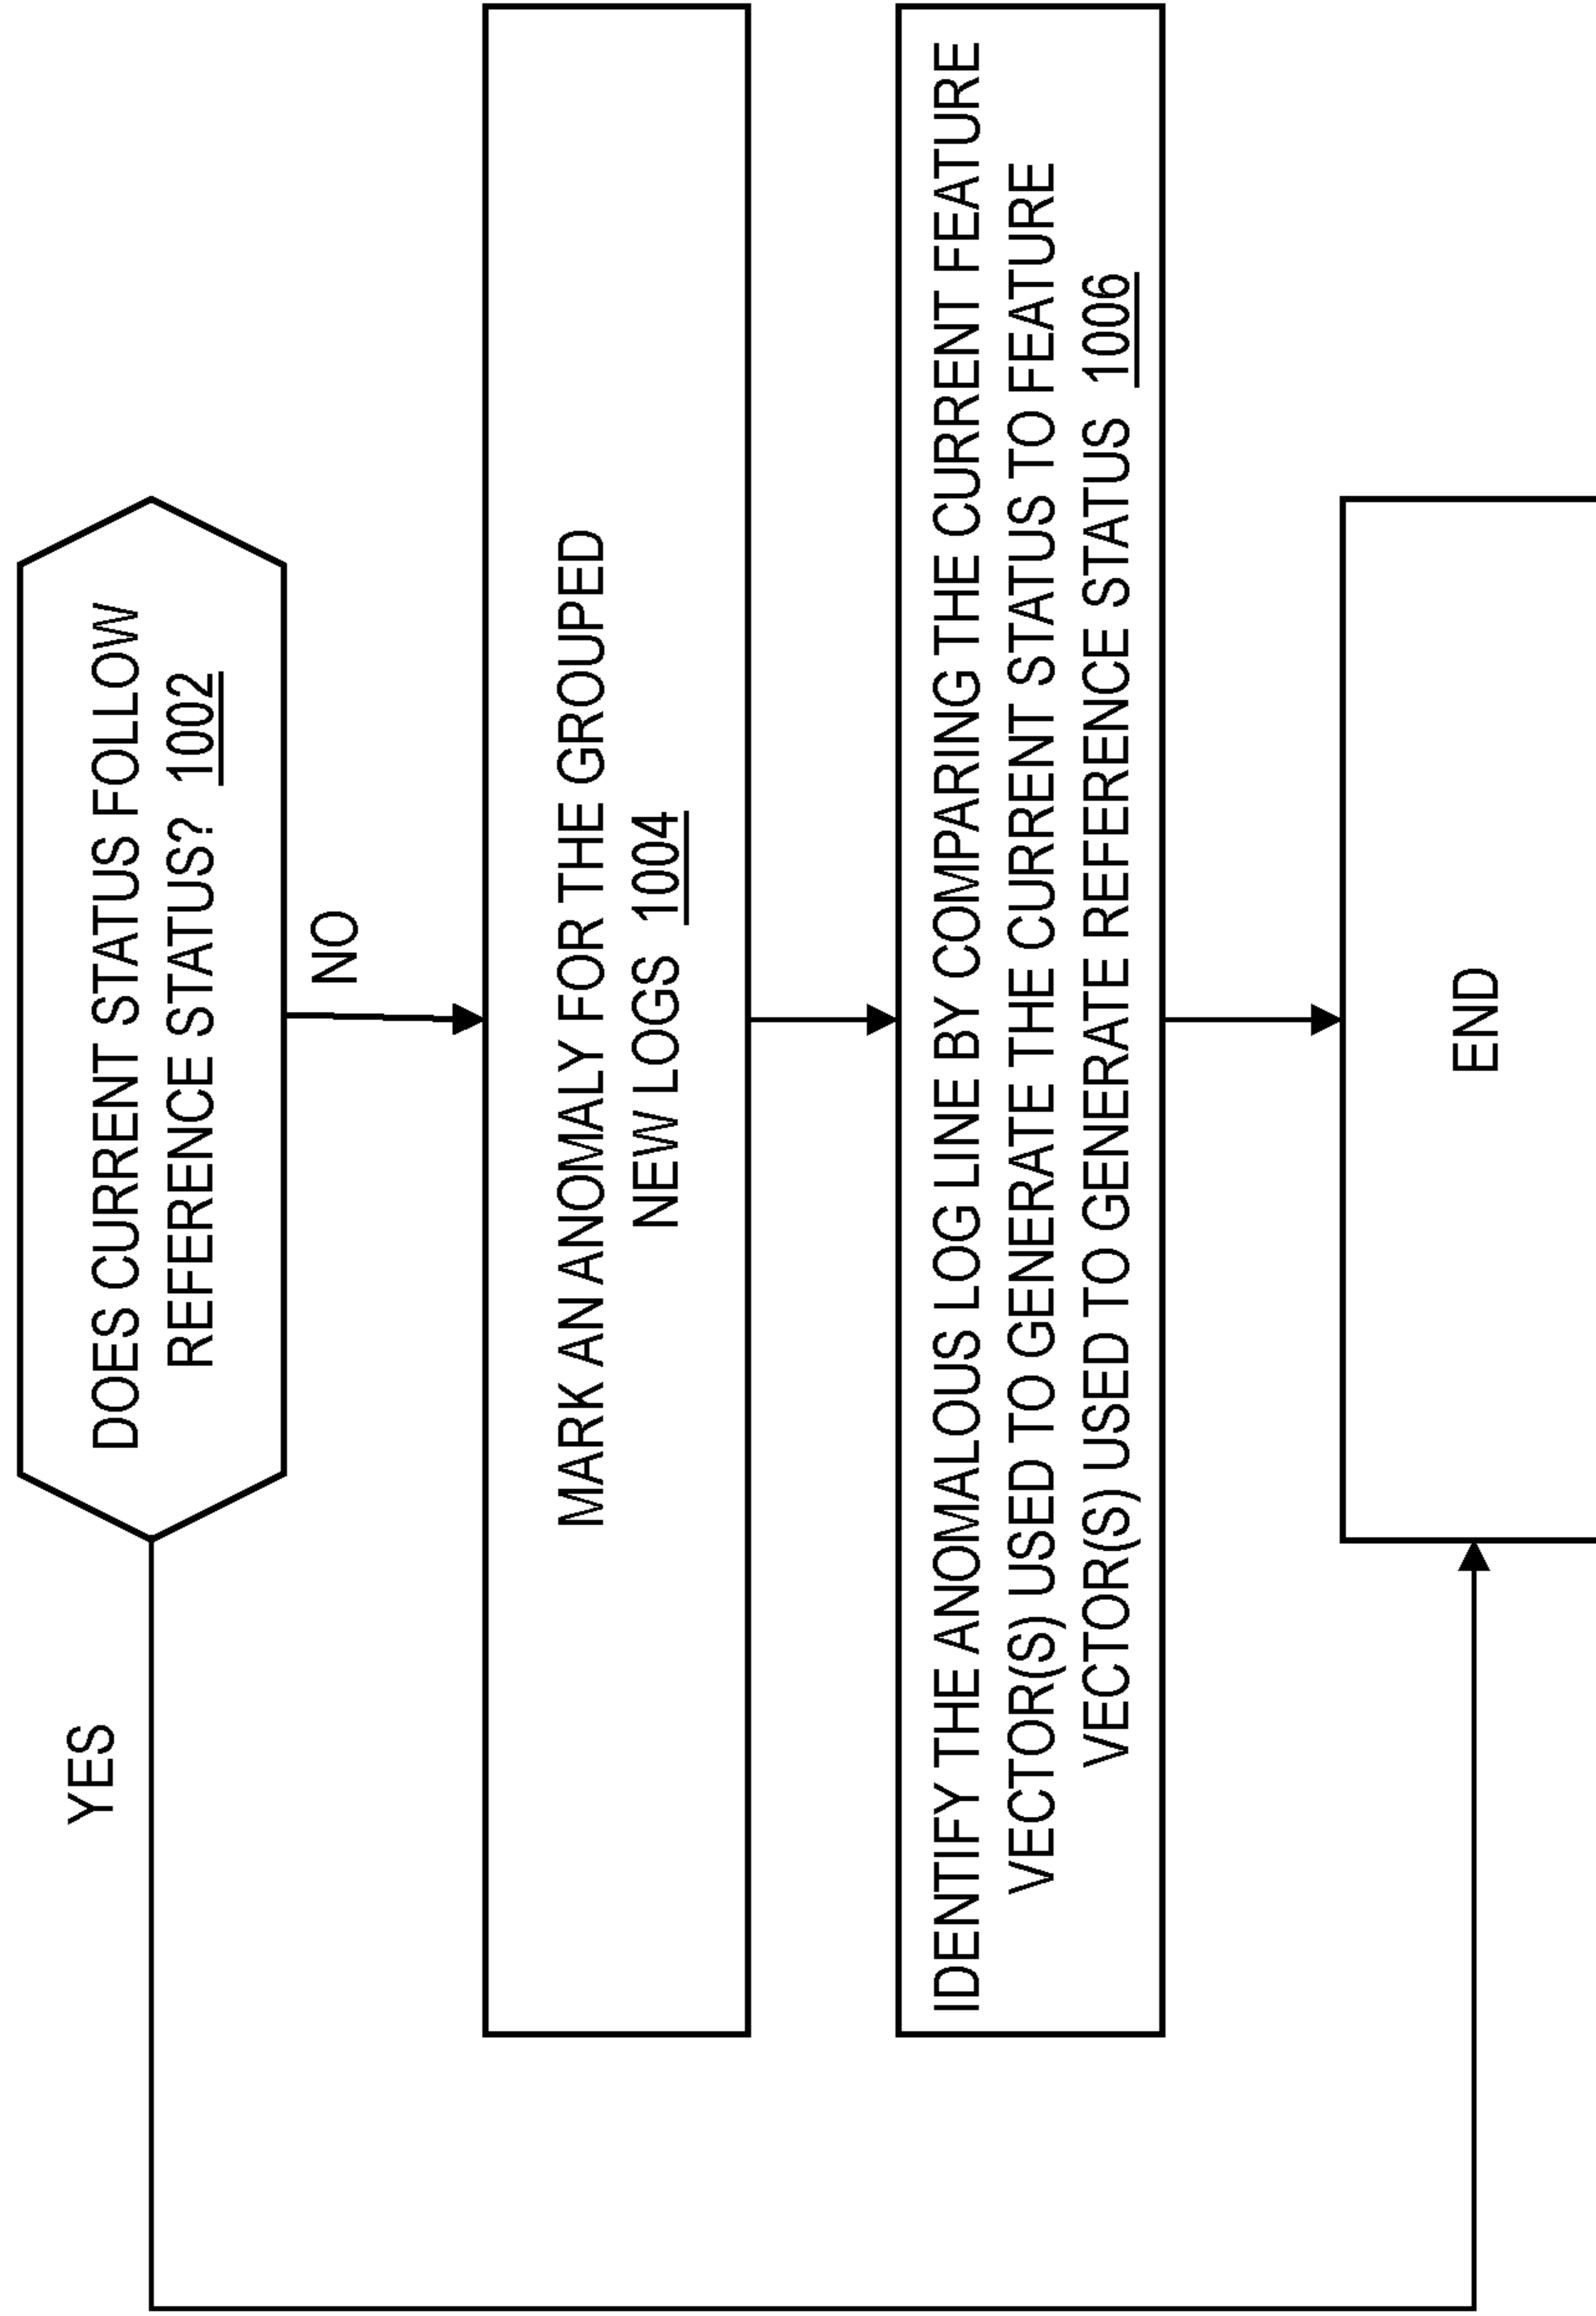 DOES CURRENT STATUS FOLLOW
REFERENCE STATUS? 1002
YES
NO
MARK AN ANOMALY FOR THE GROUPED
NEW LOGS 1004
IDENTIFY THE ANOMALOUS LOG LINE BY COMPARING THE CURRENT FEATURE
VECTOR(S) USED TO GENERATE THE CURRENT STATUS TO FEATURE
VECTOR(S) USED TO GENERATE REFERENCE STATUS 1006
END